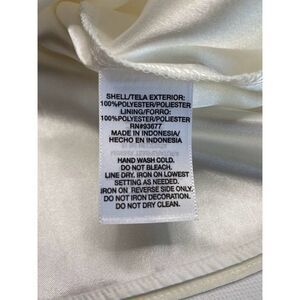 SHELL/TELA EXTERIOR:
100%POLYESTER/POLIESTER
LINING/FORRO:
100%POLYESTER/POLIESTER
RN#93677
MADE IN INDONESIA/
HECHO EN INDONESIA
HAND WASH COLD.
DO NOT BLEACH.
LINE DRY. IRON ON LOWEST
SETTING AS NEEDED.
IRON ON REVERSE SIDE ONLY.
DO NOT IRON DECORATION.
DO NOT DRY CLEAN.